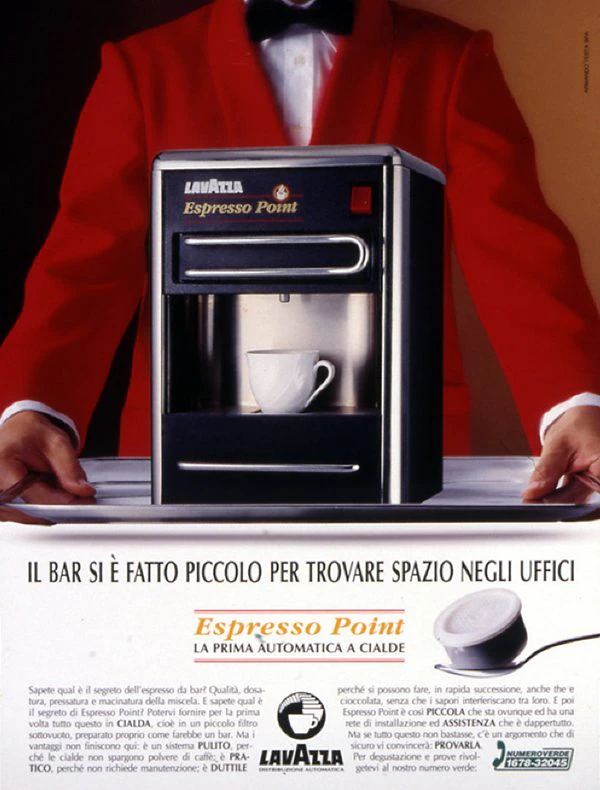 ARMANDO TESTA
LAVAZZA
Espresso Point
IL BAR SI È FATTO PICCOLO PER TROVARE SPAZIO NEGLI UFFICI
Espresso Point
LA PRIMA AUTOMATICA A CIALDE
Sapete qual è il segreto dell'espresso da bar? Qualità, dosa-
tura, pressatura e macinatura della miscela. E sapete qual è
il segreto di Espresso Point? Potervi fornire per la prima
volta tutto questo in CIALDA, cioè in un piccolo filtro
sottovuoto, preparato proprio come farebbe un bar. Ma i
vantaggi non finiscono qui: è un sistema PULITO, per-
ché le cialde non spargono polvere di caffè; è PRA-
TICO, perché non richiede manutenzione; è DUTTILE
LAVAZZA
DISTRIBUZIONE AUTOMATICA
perché si possono fare, in rapida successione, anche the e
cioccolata, senza che i sapori interferiscano tra loro. E poi
Espresso Point è così PICCOLA che sta ovunque ed ha una
rete di installazione ed ASSISTENZA che è dappertutto.
Ma se tutto questo non bastasse, c'è un argomento che di
sicuro vi convincerà: PROVARLA.
Per degustazione e prove rivol-
getevi al nostro numero verde:
NUMEROVERDE
1678-32045